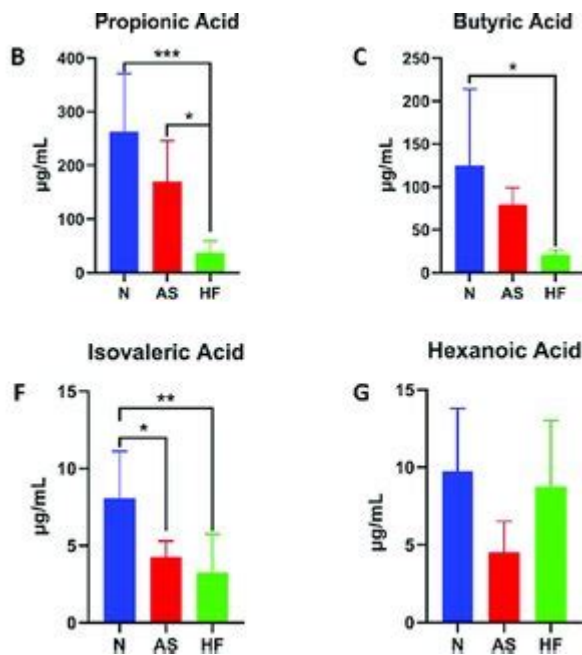 Propionic Acid
B
***
*
µg/mL
400
300
200
100
0
N AS HF
Butyric Acid
C
*
µg/mL
250
200
150
100
50
0
N AS HF
Isovaleric Acid
F
**
*
µg/mL
15
10
5
0
N AS HF
Hexanoic Acid
G
µg/mL
15
10
5
0
N AS HF